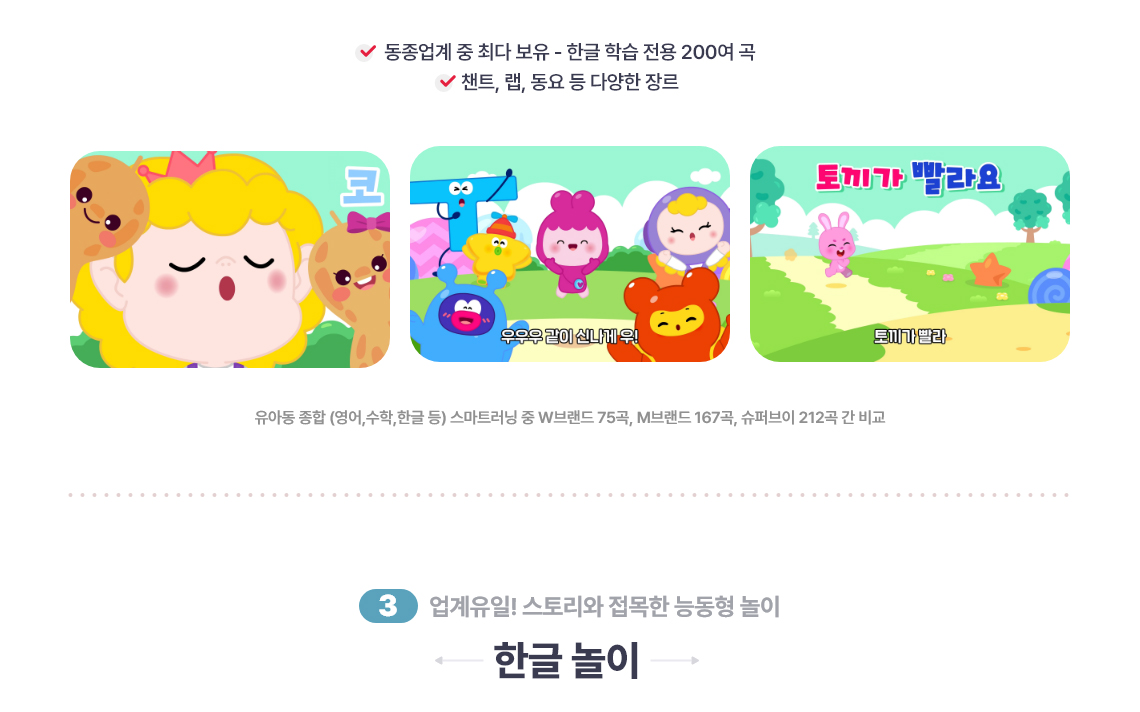 동종업계 중 최다 보유 - 한글 학습 전용 200여 곡
챈트, 랩, 동요 등 다양한 장르
코
우우우 같이 신나게 우!
토끼가 빨라요
토끼가 빨라
유아동 종합 (영어,수학,한글 등) 스마트러닝 중 W브랜드 75곡, M브랜드 167곡, 슈퍼브이 212곡 간 비교
3 업계유일! 스토리와 접목한 능동형 놀이
한글 놀이